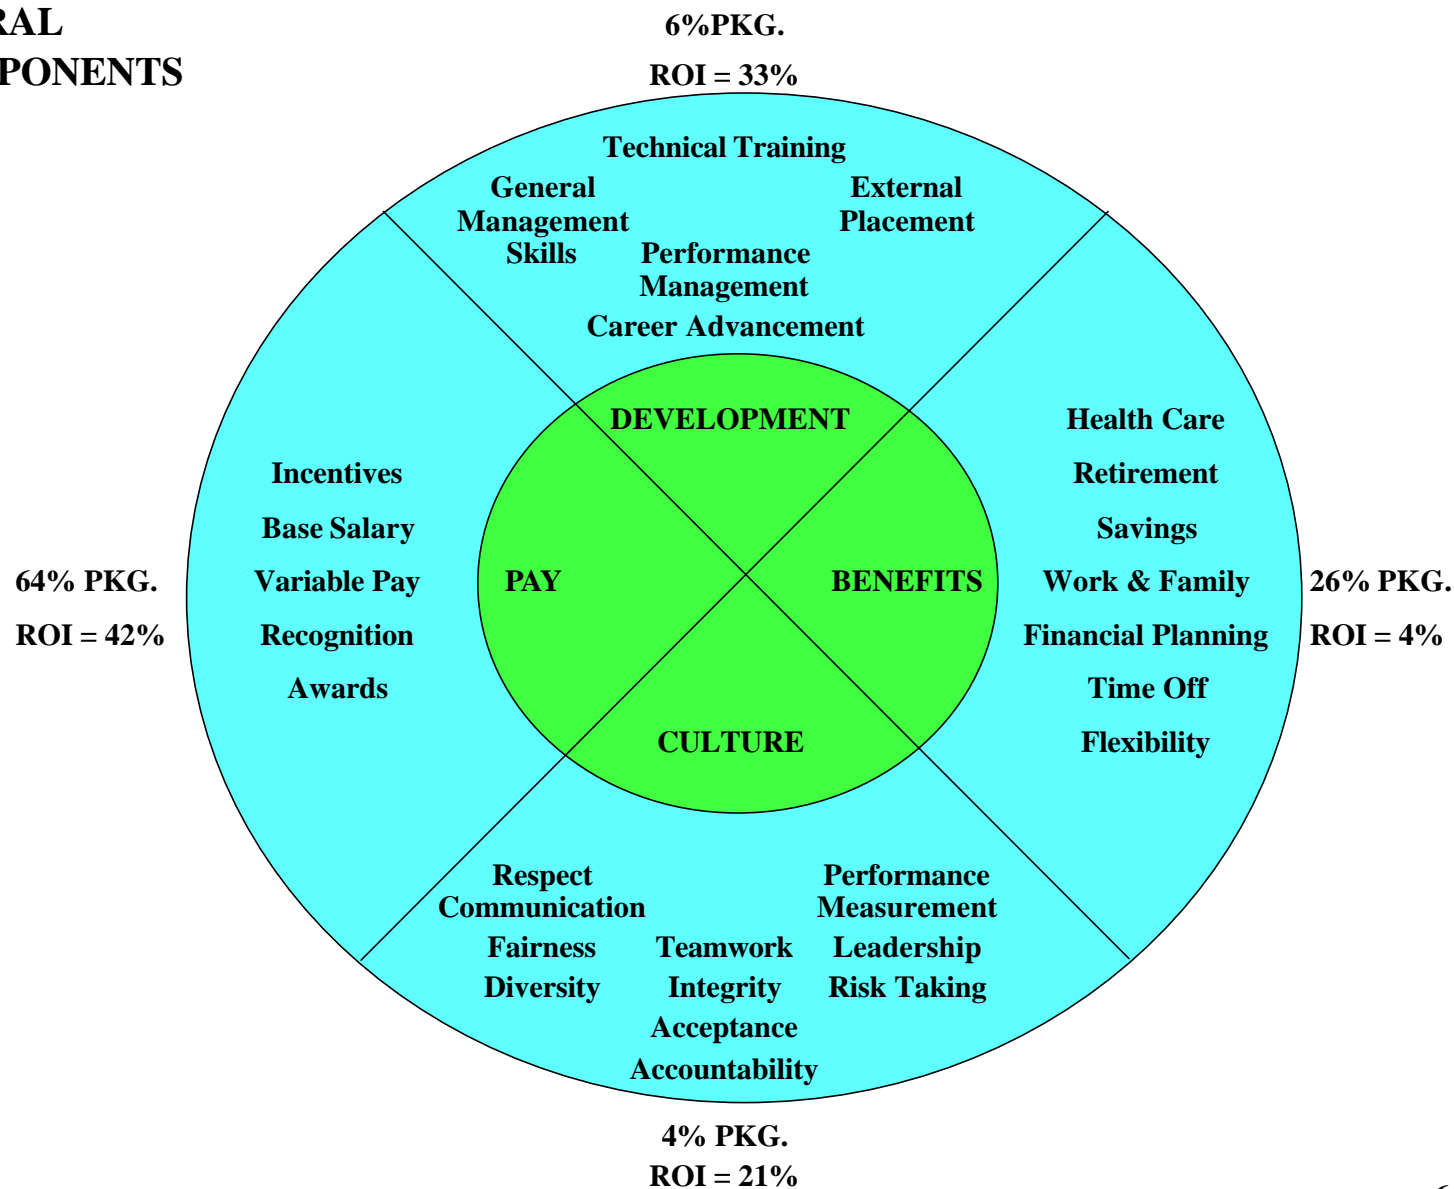 RAL
PONENTS
6%PKG.
ROI = 33%
Technical Training
General
Management
Skills
External
Placement
Performance
Management
Career Advancement
DEVELOPMENT
Incentives
Base Salary
Variable Pay
Recognition
Awards
64% PKG.
ROI = 42%
PAY
BENEFITS
Health Care
Retirement
Savings
Work & Family
Financial Planning
Time Off
Flexibility
26% PKG.
ROI = 4%
CULTURE
Respect
Communication
Fairness
Diversity
Teamwork
Integrity
Acceptance
Accountability
Performance
Measurement
Leadership
Risk Taking
4% PKG.
ROI = 21%